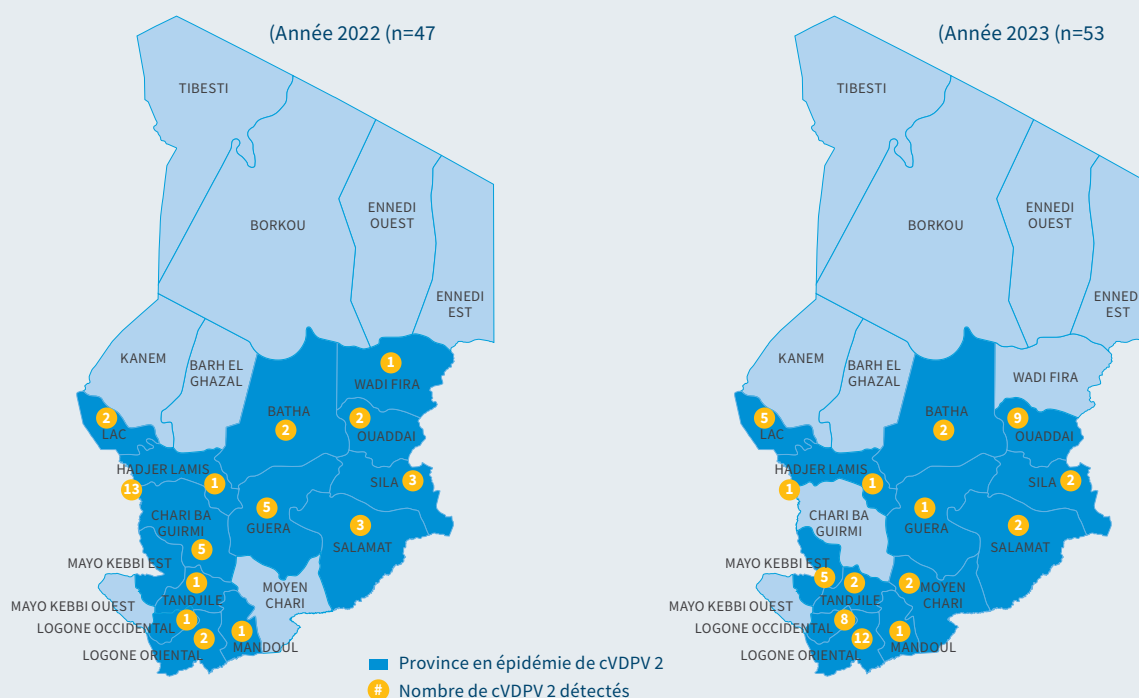 (Année 2022 (n=47
TIBESTI
BORKOU
ENNEDI
OUEST
ENNEDI
EST
KANEM
BARH EL
GHAZAL
1
WADI FIRA
2
LAC
BATHA
2
2
OUADDAI
HADJER LAMIS
13
1
SILA
3
CHARI BA
GUIRMI
5
5
GUERA
3
SALAMAT
MAYO KEBBI EST
1
TANDJILE
MOYEN
CHARI
MAYO KEBBI OUEST
1
LOGONE OCCIDENTAL
2
1
MANDOUL
LOGONE ORIENTAL
(Année 2023 (n=53
TIBESTI
BORKOU
ENNEDI
OUEST
ENNEDI
EST
KANEM
BARH EL
GHAZAL
WADI FIRA
5
LAC
BATHA
2
9
OUADDAI
HADJER LAMIS
1
1
SILA
2
CHARI BA
GUIRMI
1
GUERA
2
SALAMAT
MAYO KEBBI EST
5
2
TANDJILE
2
MOYEN
CHARI
MAYO KEBBI OUEST
8
LOGONE OCCIDENTAL
12
1
MANDOUL
LOGONE ORIENTAL
Province en épidémie de cVDPV 2
# Nombre de cVDPV 2 détectés